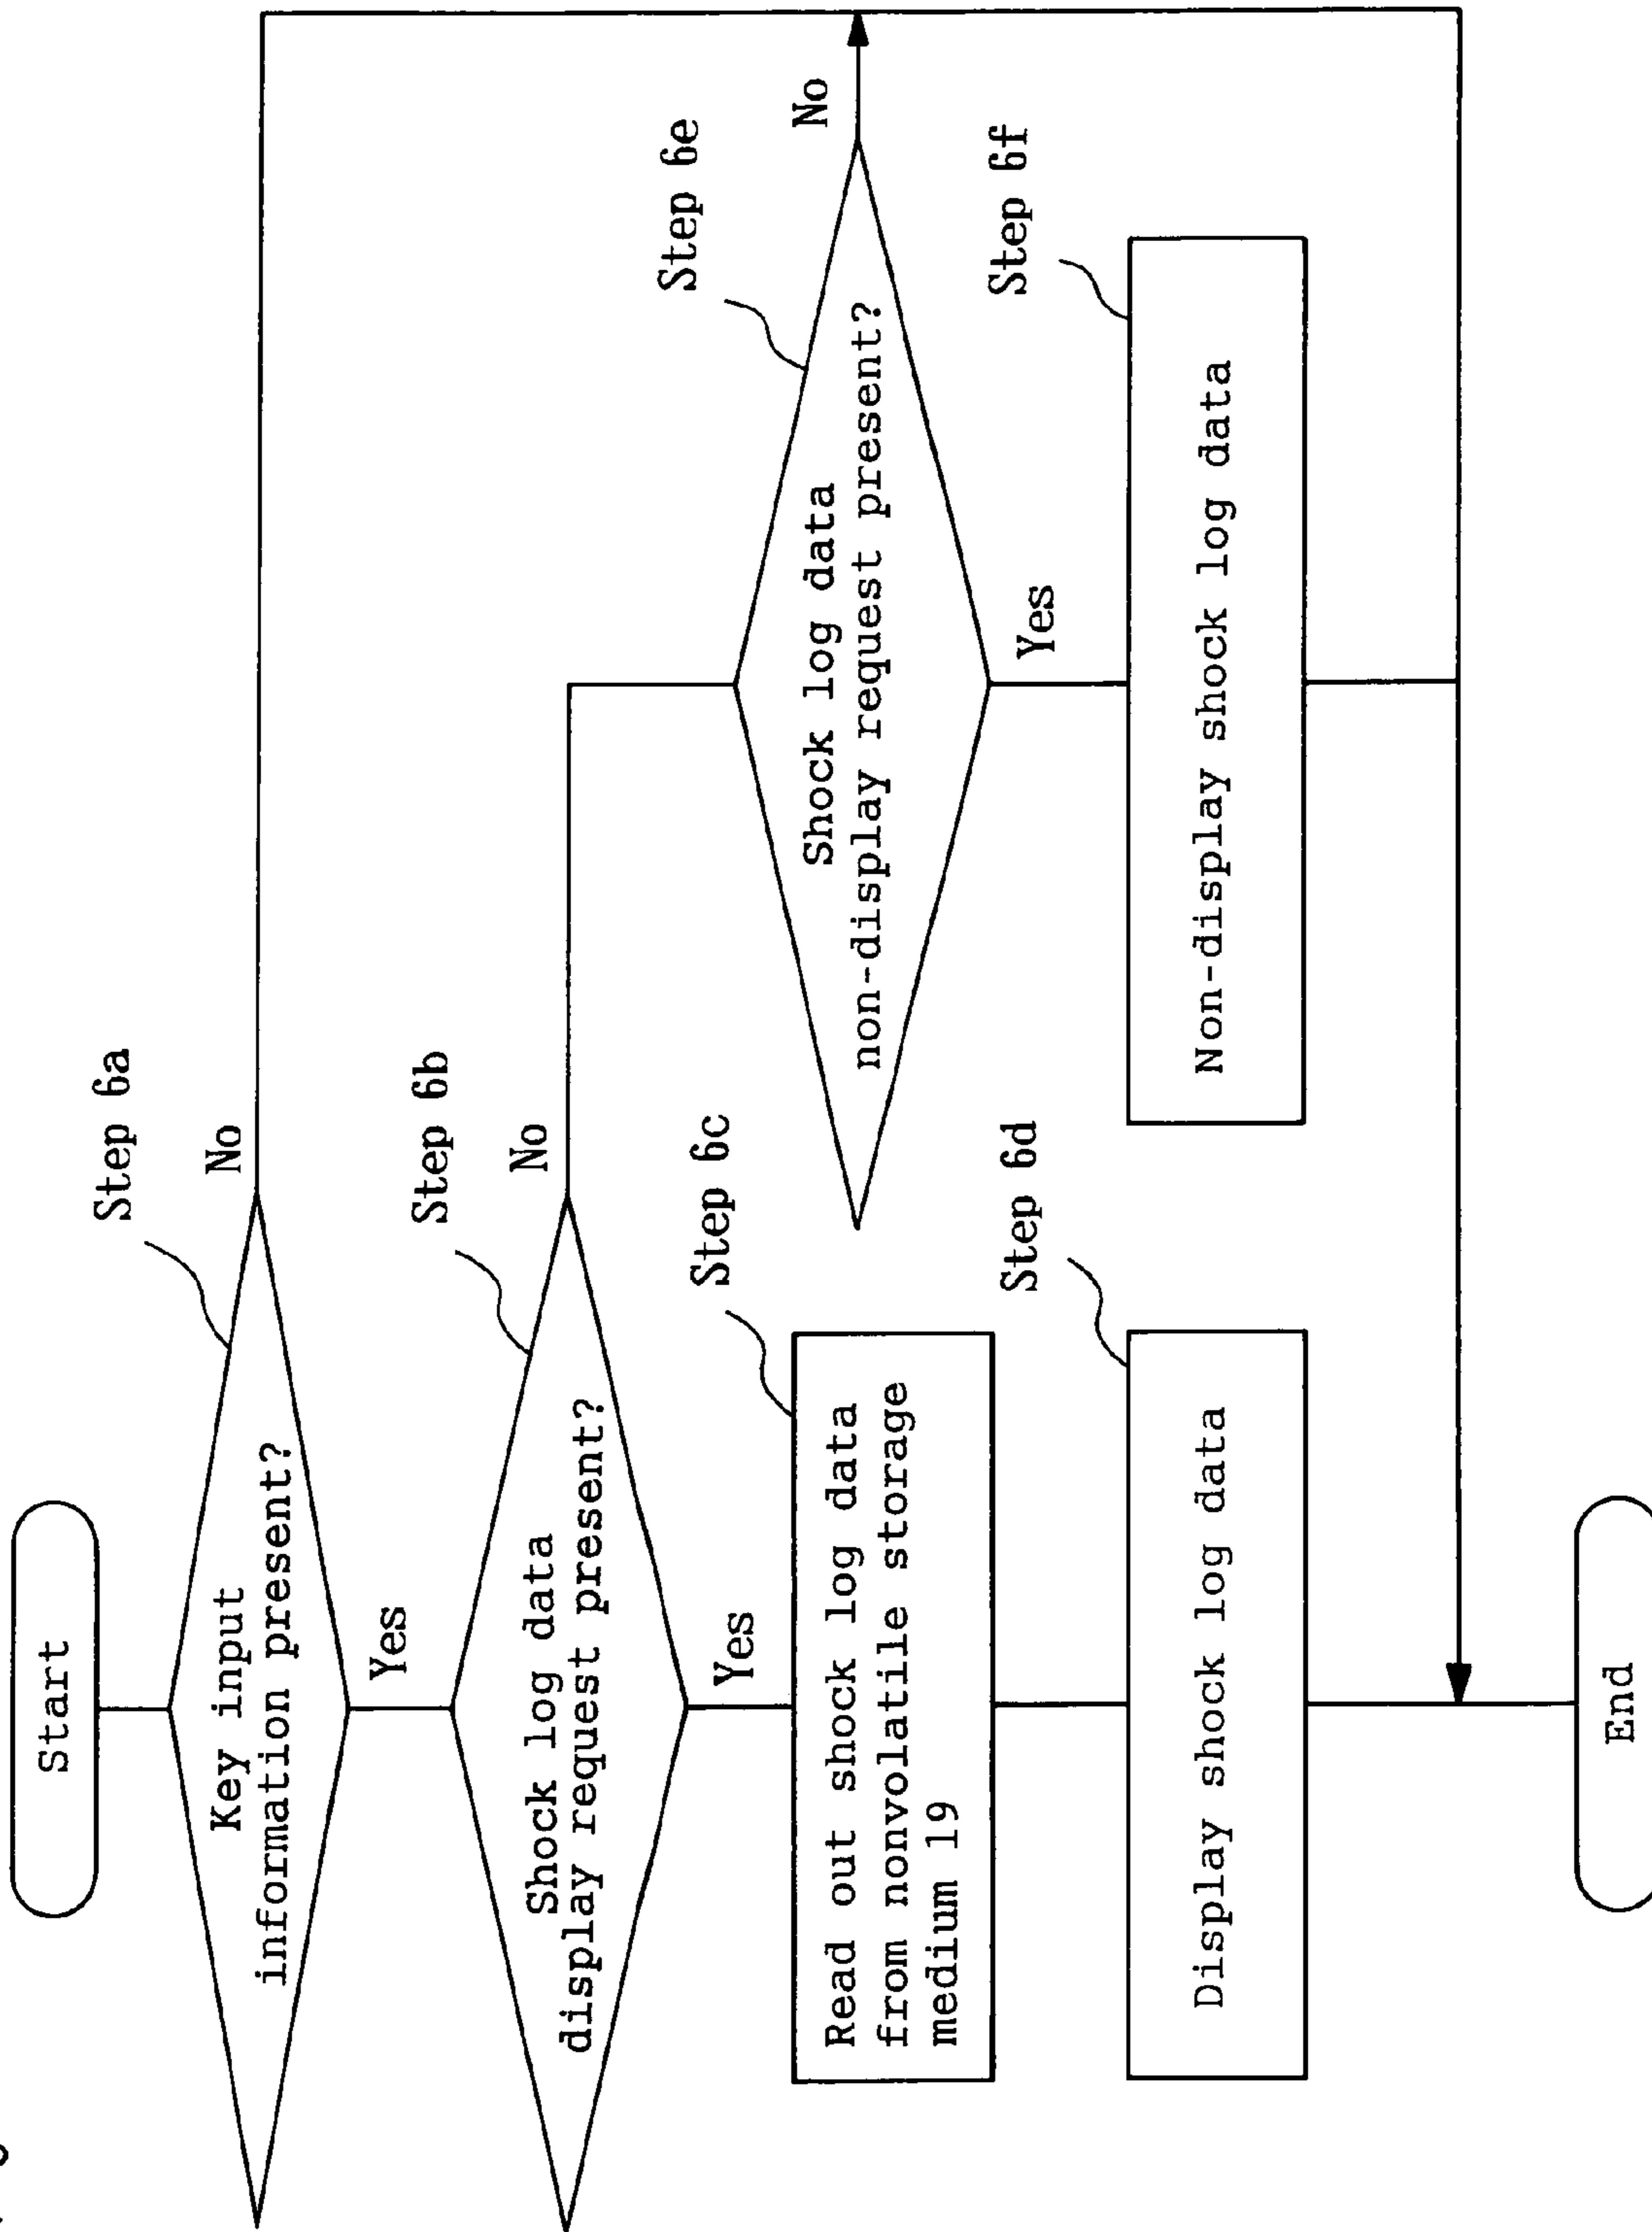 Start
Step 6a
Key input
information present?
No
Yes
Step 6b
Shock log data
display request present?
No
Yes
Step 6c
Read out shock log data
from nonvolatile storage
medium 19
Step 6e
Shock log data
non-display request present?
No
Yes
Step 6d
Display shock log data
Step 6f
Non-display shock log data
End